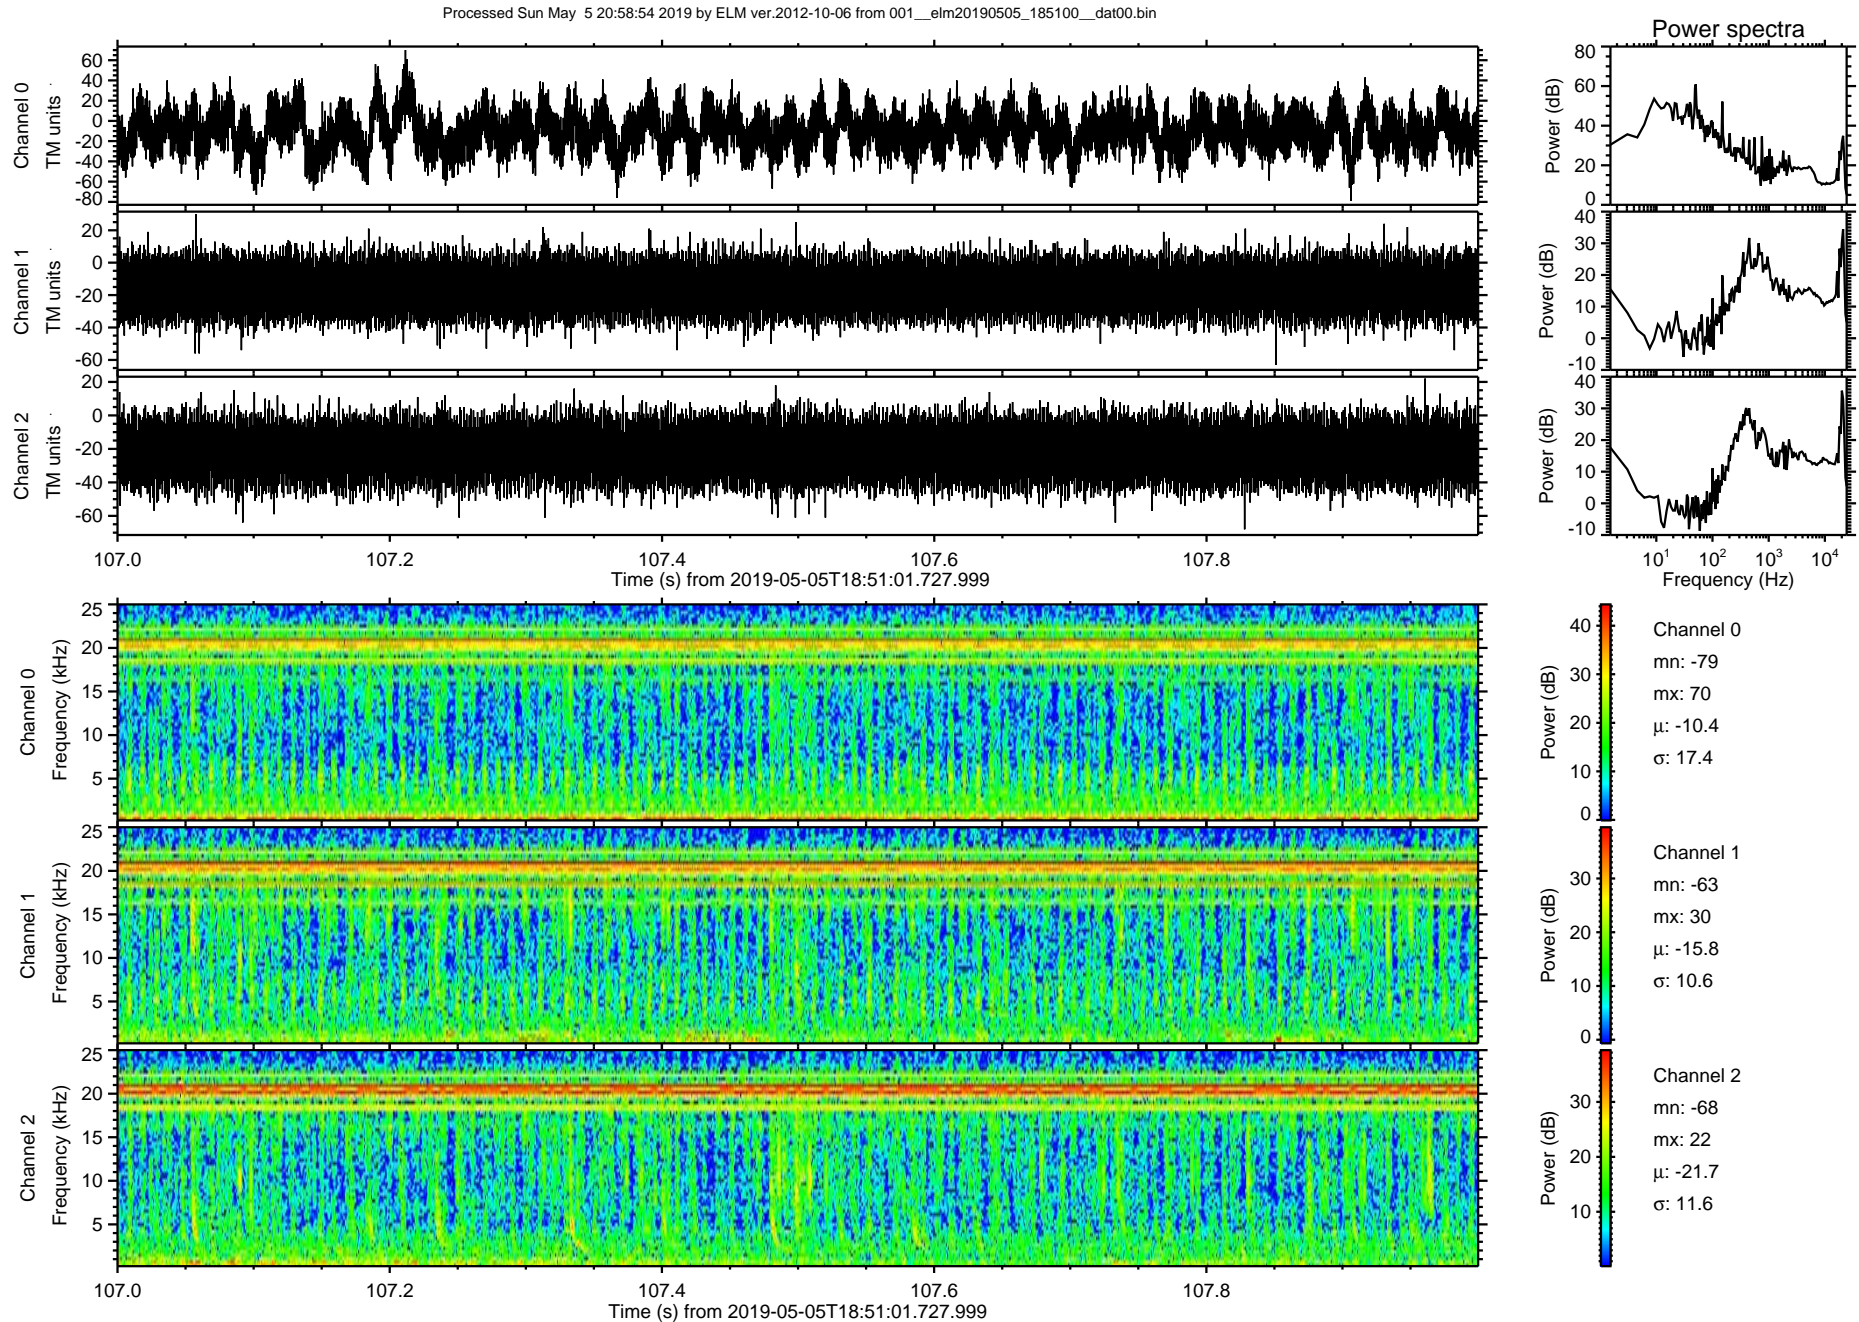 Processed Sun May  5 20:58:54 2019 by ELM ver.2012-10-06 from 001__elm20190505_185100__dat00.bin
Power spectra
Channel 0
TM units
60
40
20
0
-20
-40
-60
-80
Power (dB)
80
60
40
20
0
Channel 1
TM units
20
0
-20
-40
-60
Power (dB)
40
30
20
10
0
-10
Channel 2
TM units
20
0
-20
-40
-60
Power (dB)
40
30
20
10
0
-10
107.0 107.2 107.4 107.6 107.8
Time (s) from 2019-05-05T18:51:01.727.999
10¹ 10² 10³ 10⁴
Frequency (Hz)
Channel 0
Frequency (kHz)
25
20
15
10
5
Power (dB)
40
30
20
10
0
Channel 0
mn: -79
mx: 70
μ: -10.4
σ: 17.4
Channel 1
Frequency (kHz)
25
20
15
10
5
Power (dB)
30
20
10
0
Channel 1
mn: -63
mx: 30
μ: -15.8
σ: 10.6
Channel 2
Frequency (kHz)
25
20
15
10
5
Power (dB)
30
20
10
Channel 2
mn: -68
mx: 22
μ: -21.7
σ: 11.6
107.0 107.2 107.4 107.6 107.8
Time (s) from 2019-05-05T18:51:01.727.999